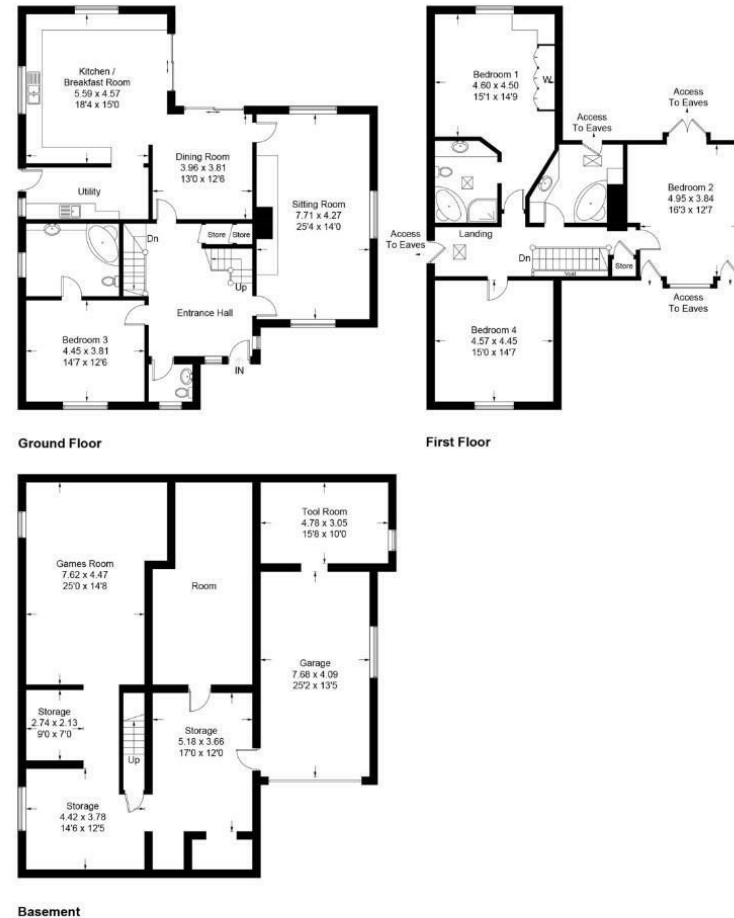 Kitchen /
Breakfast Room
5.59 x 4.57
18'4 x 15'0
Utility
Dining Room
3.96 x 3.81
13'0 x 12'6
Sitting Room
7.71 x 4.27
25'4 x 14'0
Dn
Store
Store
Up
Entrance Hall
Bedroom 3
4.45 x 3.81
14'7 x 12'6
IN
Ground Floor
Bedroom 1
4.60 x 4.50
15'1 x 14'9
W
Access
To Eaves
Access
To Eaves
Bedroom 2
4.95 x 3.84
16'3 x 12'7
Access
To Eaves
Landing
Dn
Void
Store
Access
To Eaves
Bedroom 4
4.57 x 4.45
15'0 x 14'7
First Floor
Games Room
7.62 x 4.47
25'0 x 14'8
Room
Tool Room
4.78 x 3.05
15'8 x 10'0
Garage
7.68 x 4.09
25'2 x 13'5
Storage
2.74 x 2.13
9'0 x 7'0
Up
Storage
5.18 x 3.66
17'0 x 12'0
Storage
4.42 x 3.78
14'6 x 12'5
Basement